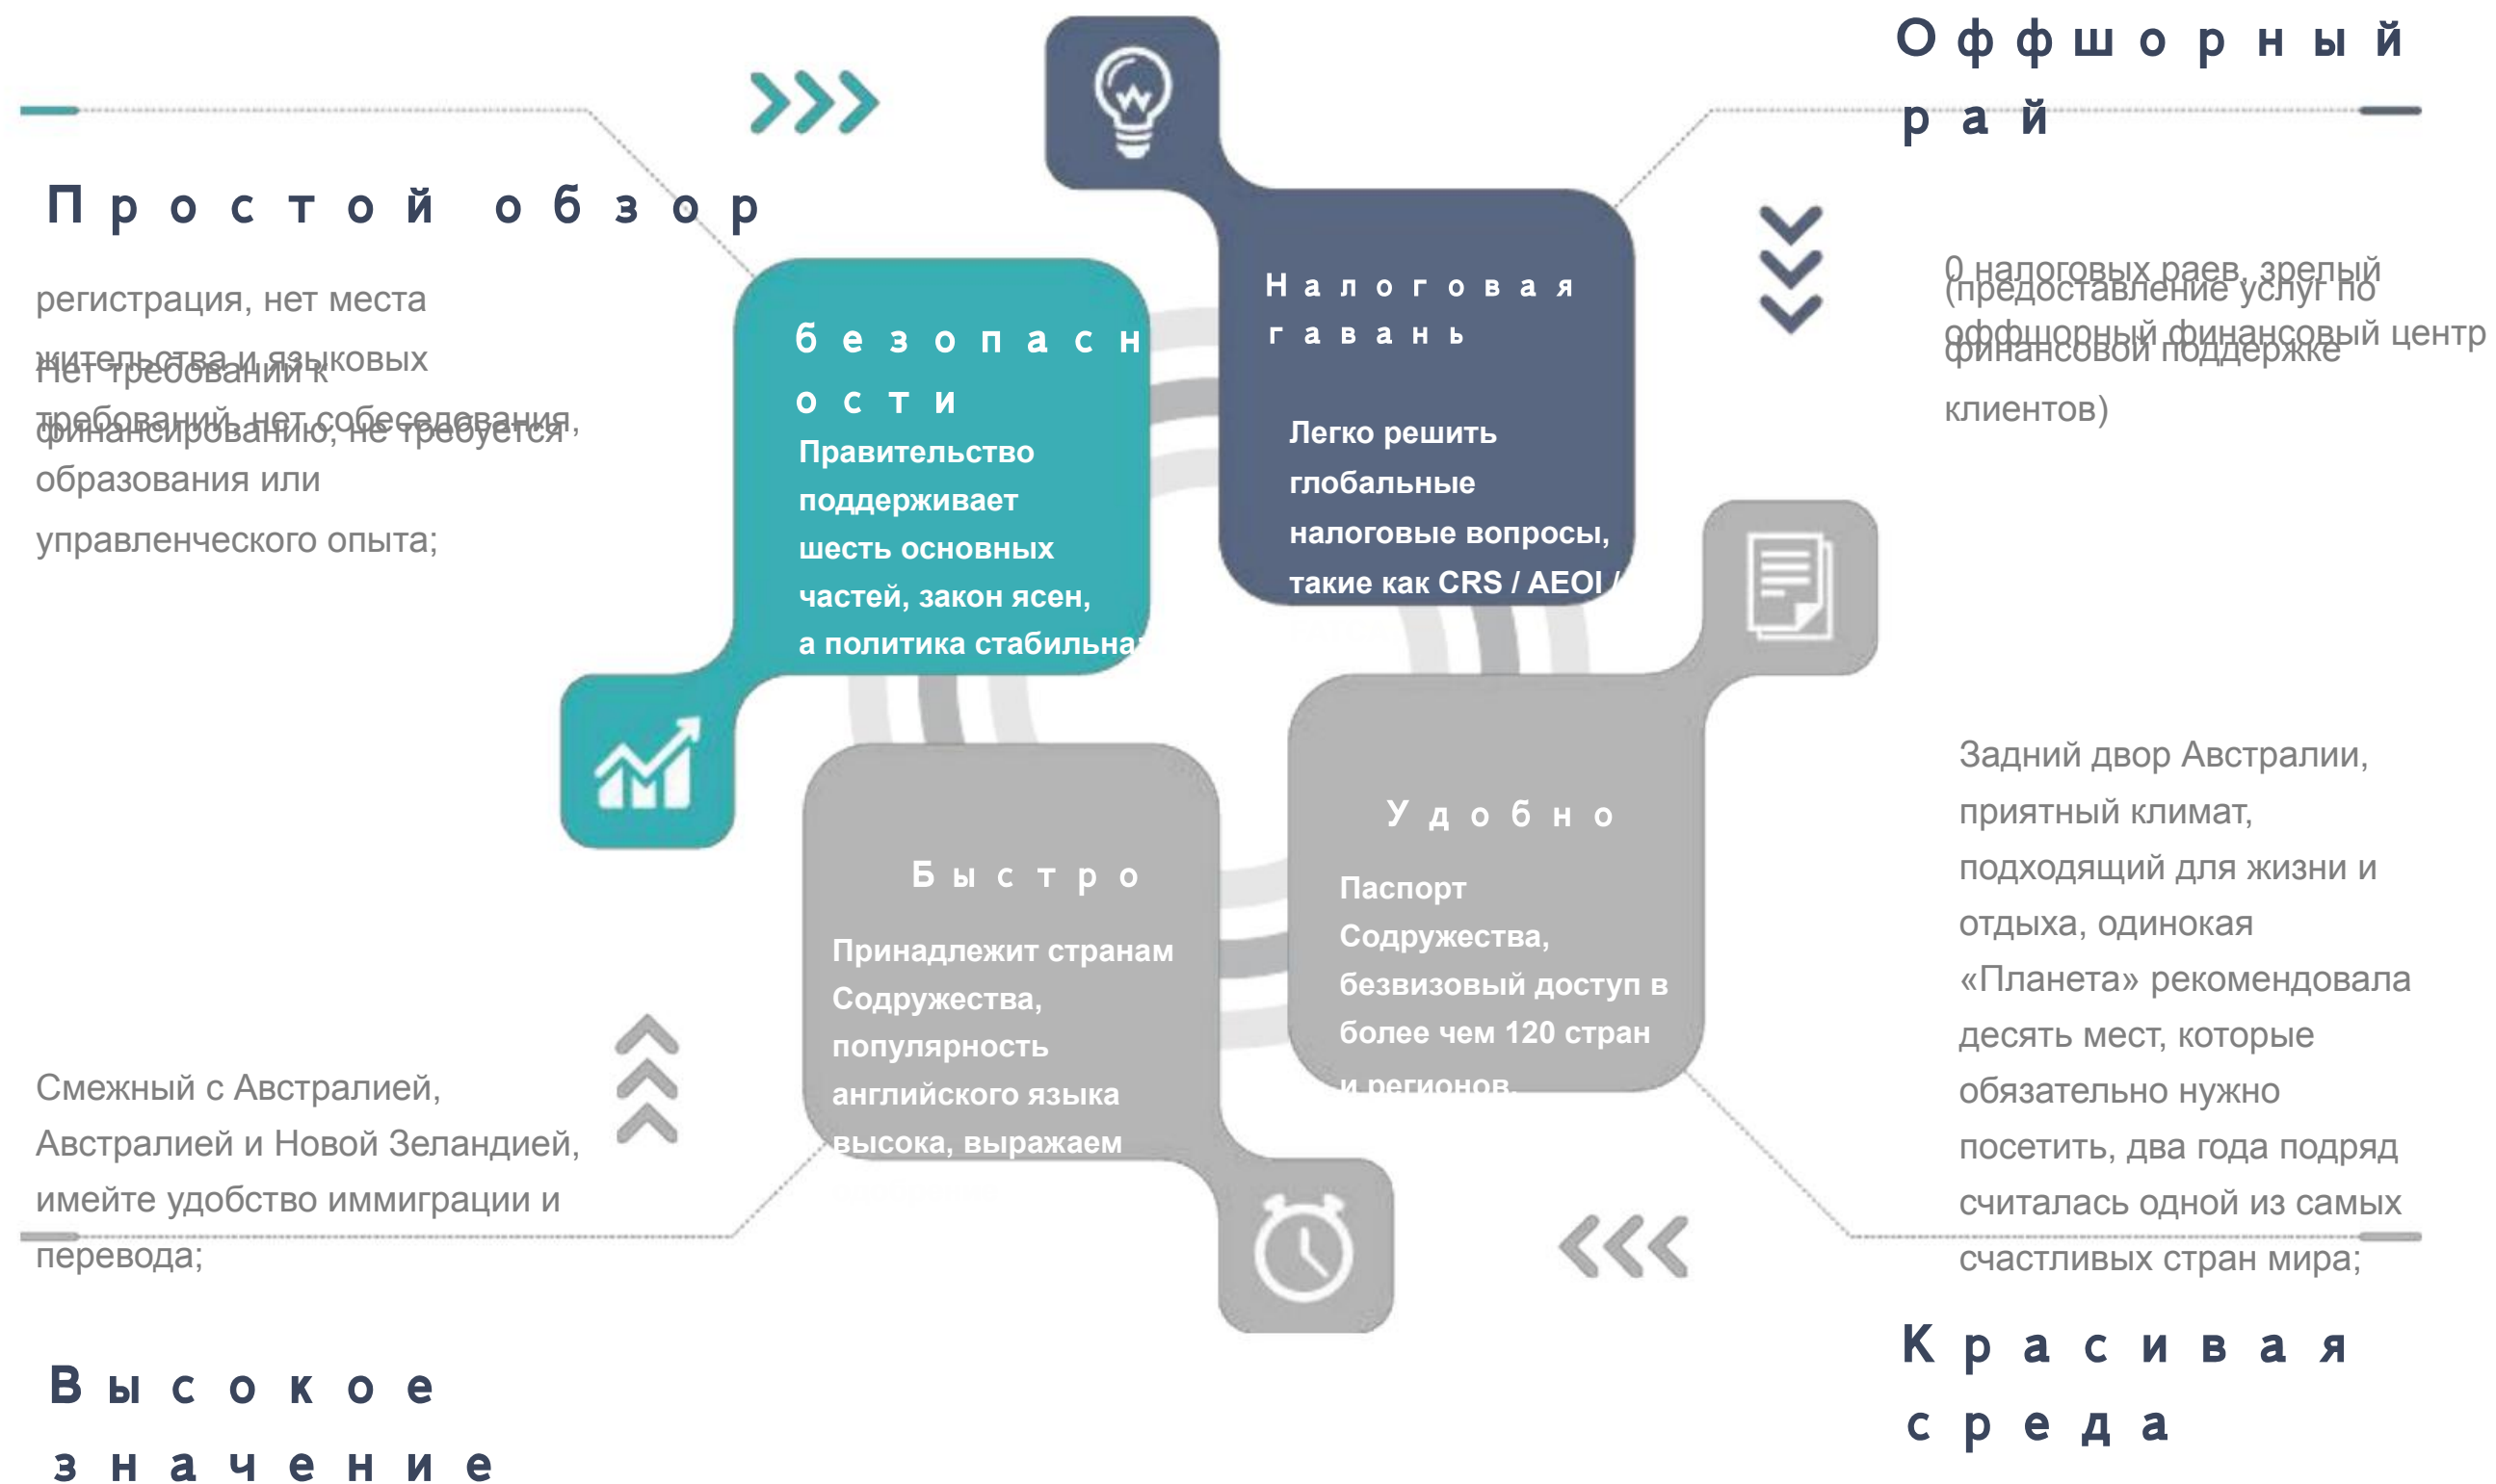 Оффшорный
рай
Простой обзор
регистрация, нет места
жительства и языковых
Нет требований к
требований, нет собеседования,
финансированию, не требуется
образования или
управленческого опыта;
безопасн
ости
Правительство
поддерживает
шесть основных
частей, закон ясен,
а политика стабильна;
Налоговая
гавань
Легко решить
глобальные
налоговые вопросы,
такие как CRS / AEOI /
0 налоговых раев, зрелый
(предоставление услуг по
оффшорный финансовый центр
финансовой поддержке
клиентов)
Быстро
Принадлежит странам
Содружества,
популярность
английского языка
высока, выражаем
Удобно
Паспорт
Содружества,
безвизовый доступ в
более чем 120 стран
и регионов.
Задний двор Австралии,
приятный климат,
подходящий для жизни и
отдыха, одинокая
«Планета» рекомендовала
десять мест, которые
обязательно нужно
посетить, два года подряд
считалась одной из самых
счастливых стран мира;
Смежный с Австралией,
Австралией и Новой Зеландией,
имейте удобство иммиграции и
перевода;
Красивая
среда
Высокое
значение